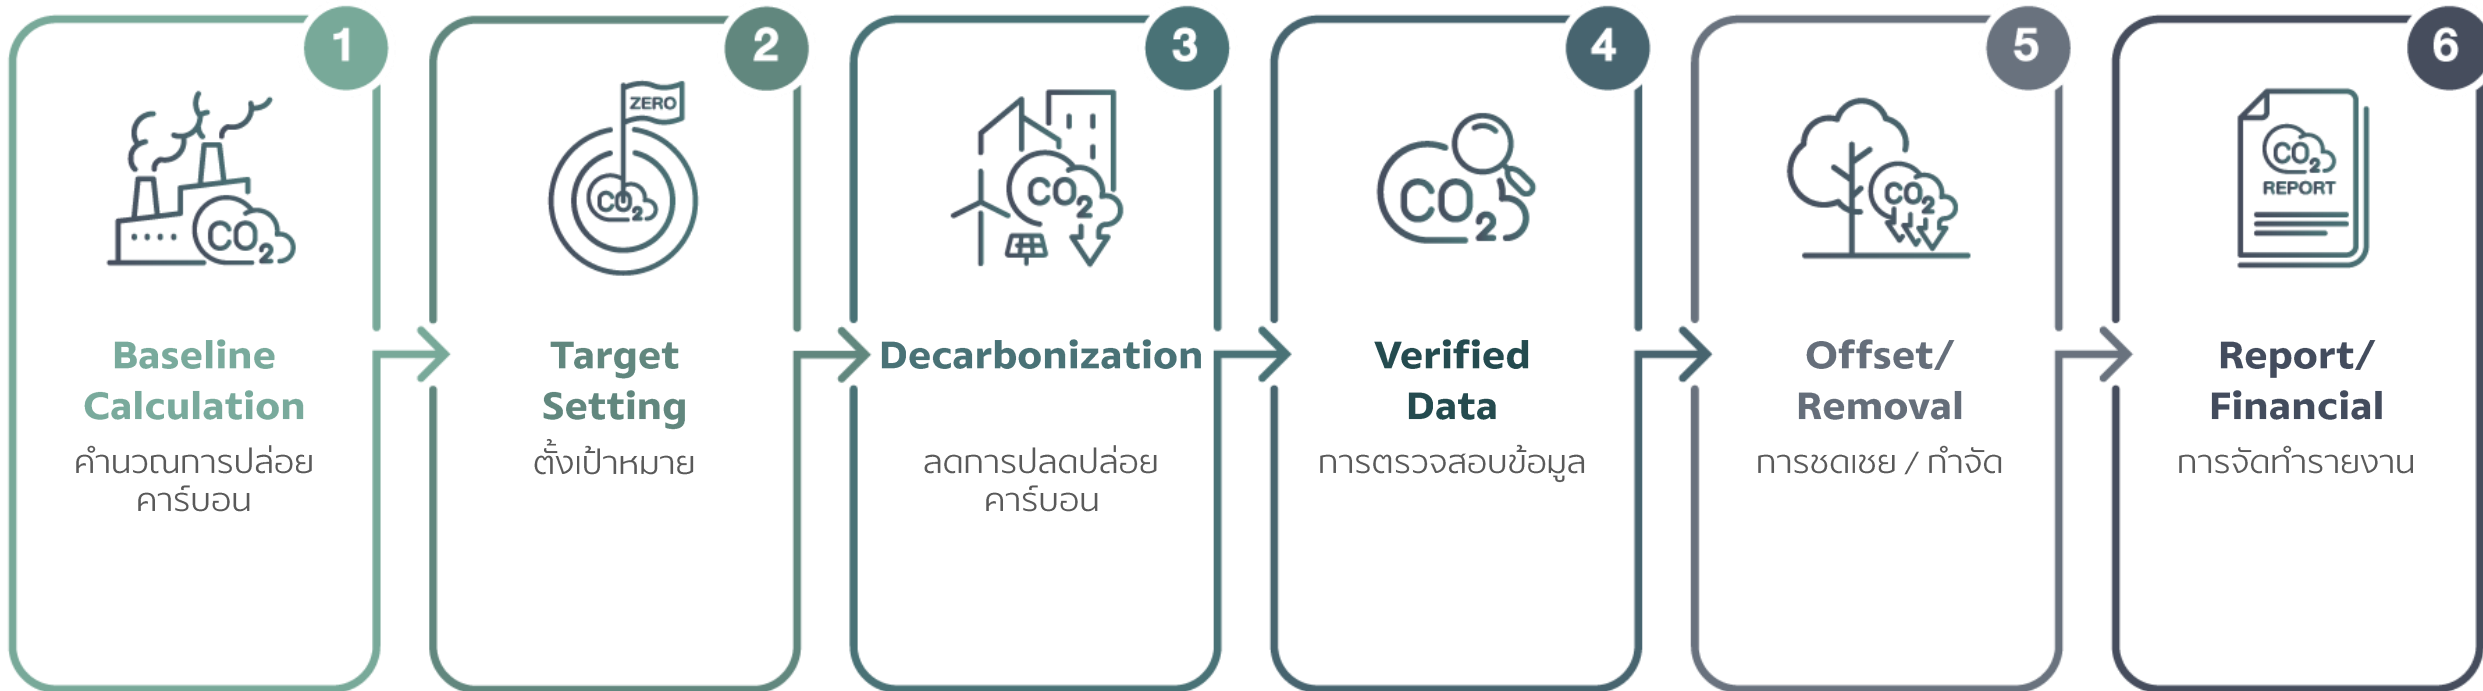 1
CO2
Baseline
Calculation
คำนวณการปล่อย
คาร์บอน
2
ZERO
CO2
Target
Setting
ตั้งเป้าหมาย
3
CO2
Decarbonization
ลดการปลดปล่อย
คาร์บอน
4
CO2
Verified
Data
การตรวจสอบข้อมูล
5
CO2
Offset/
Removal
การชดเชย / กำจัด
6
CO2
REPORT
Report/
Financial
การจัดทำรายงาน